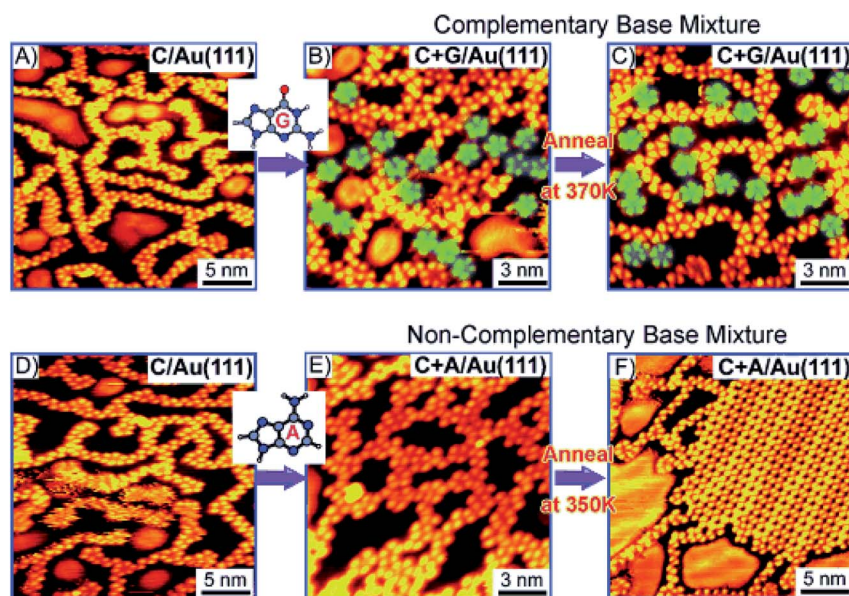 Complementary Base Mixture
A) C/Au(111)
B) C+G/Au(111)
C) C+G/Au(111)
G
Anneal
at 370K
5 nm
3 nm
3 nm
Non-Complementary Base Mixture
D) C/Au(111)
E) C+A/Au(111)
F) C+A/Au(111)
A
Anneal
at 350K
5 nm
3 nm
5 nm